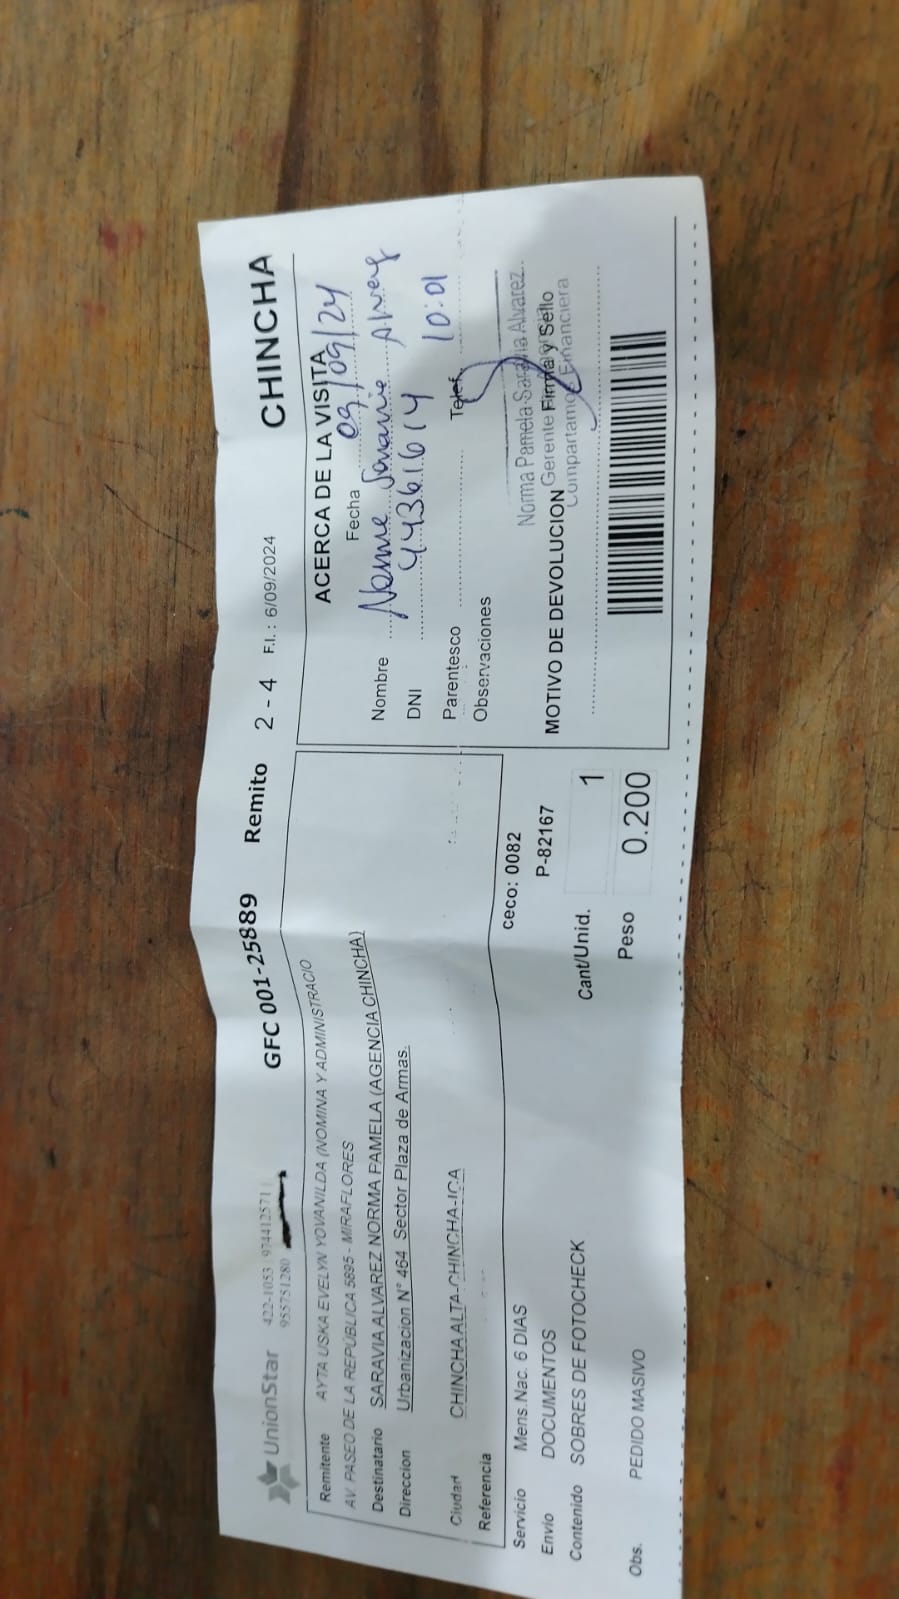 UnionStar 422-1053 974412571
955751280
GFC 001-25889 Remito 2 - 4 F.I. : 6/09/2024 CHINCHA
Remitente AYTA USKA EVELYN YOVANILDA (NOMINA Y ADMINISTRACIO
AV. PASEO DE LA REPÚBLICA 5895 - MIRAFLORES
Destinatario SARAVIA ALVAREZ NORMA PAMELA (AGENCIA CHINCHA)
Direccion Urbanizacion N° 464 Sector Plaza de Armas.
Ciudad CHINCHA ALTA-CHINCHA-ICA
Referencia
Servicio Mens.Nac. 6 DIAS
ceco: 0082
Envio DOCUMENTOS
P-82167
Contenido SOBRES DE FOTOCHECK
Cant/Unid. 1
Peso 0.200
Obs. PEDIDO MASIVO
ACERCA DE LA VISITA
Fecha 09/09/24
Nombre Saravia
DNI 44361614 10:01
Parentesco Telef.
Observaciones
Norma Pamela Saravia Alvarez
Gerente
Compartamos Financiera
Firma y Sello
MOTIVO DE DEVOLUCION